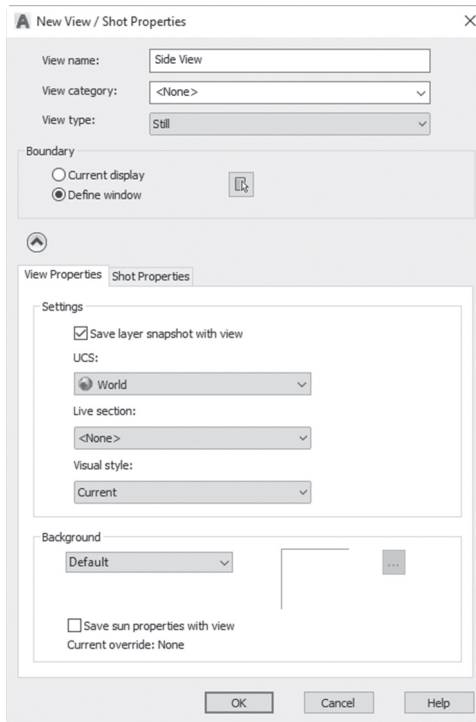 New View / Shot Properties
View name: Side View
View category: <None>
View type: Still
Boundary
Current display
Define window
View Properties Shot Properties
Settings
Save layer snapshot with view
UCS:
World
Live section:
<None>
Visual style:
Current
Background
Default
...
Save sun properties with view
Current override: None
OK Cancel Help